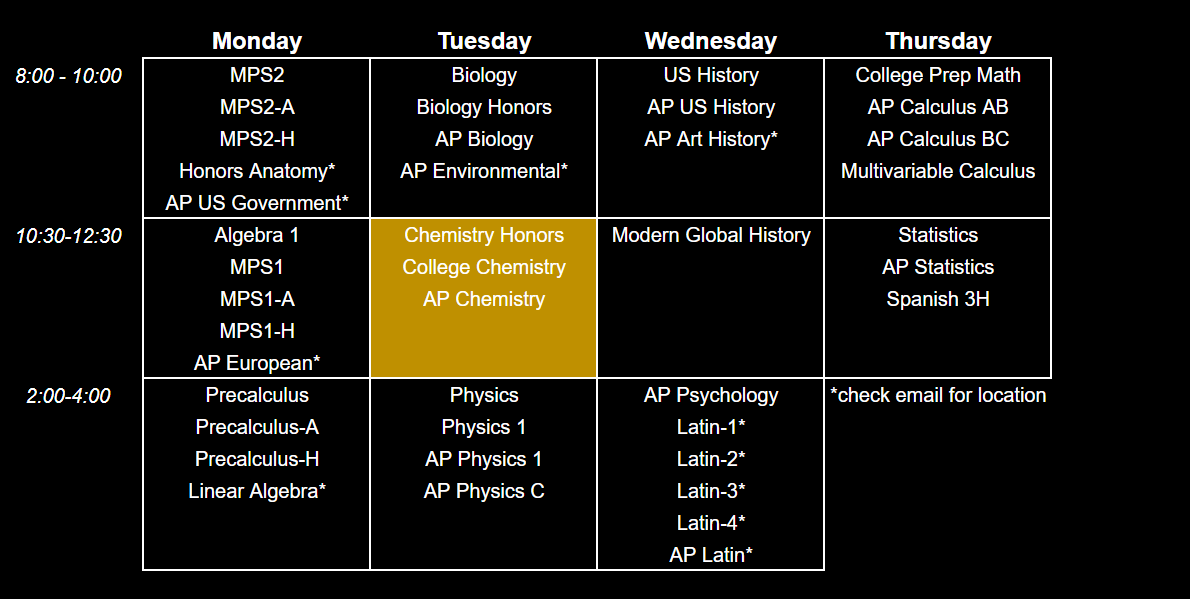 Monday Tuesday Wednesday Thursday
8:00 - 10:00 MPS2 Biology US History College Prep Math
MPS2-A Biology Honors AP US History AP Calculus AB
MPS2-H AP Biology AP Art History* AP Calculus BC
Honors Anatomy* AP Environmental* Multivariable Calculus
AP US Government*
10:30-12:30 Algebra 1 Chemistry Honors Modern Global History Statistics
MPS1 College Chemistry AP Statistics
MPS1-A AP Chemistry Spanish 3H
MPS1-H
AP European*
2:00-4:00 Precalculus Physics AP Psychology *check email for location
Precalculus-A Physics 1 Latin-1*
Precalculus-H AP Physics 1 Latin-2*
Linear Algebra* AP Physics C Latin-3*
Latin-4*
AP Latin*